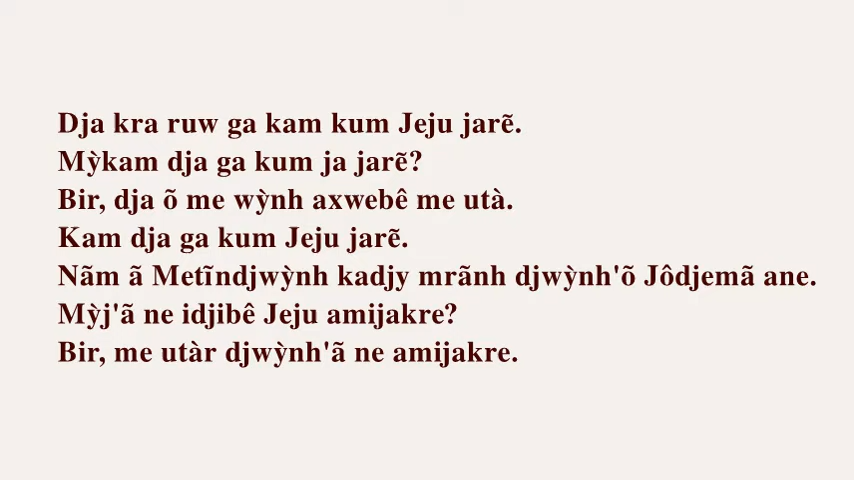 Dja kra ruw ga kam kum Jeju jarẽ.
Mỳkam dja ga kum ja jarẽ?
Bir, dja õ me wỳnh axwebê me utà.
Kam dja ga kum Jeju jarẽ.
Nãm ã Metĩndjwỳnh kadjy mrãnh djwỳnh'õ Jôdjemã ane.
Mỳj'ã ne idjibê Jeju amijakre?
Bir, me utàr djwỳnh'ã ne amijakre.